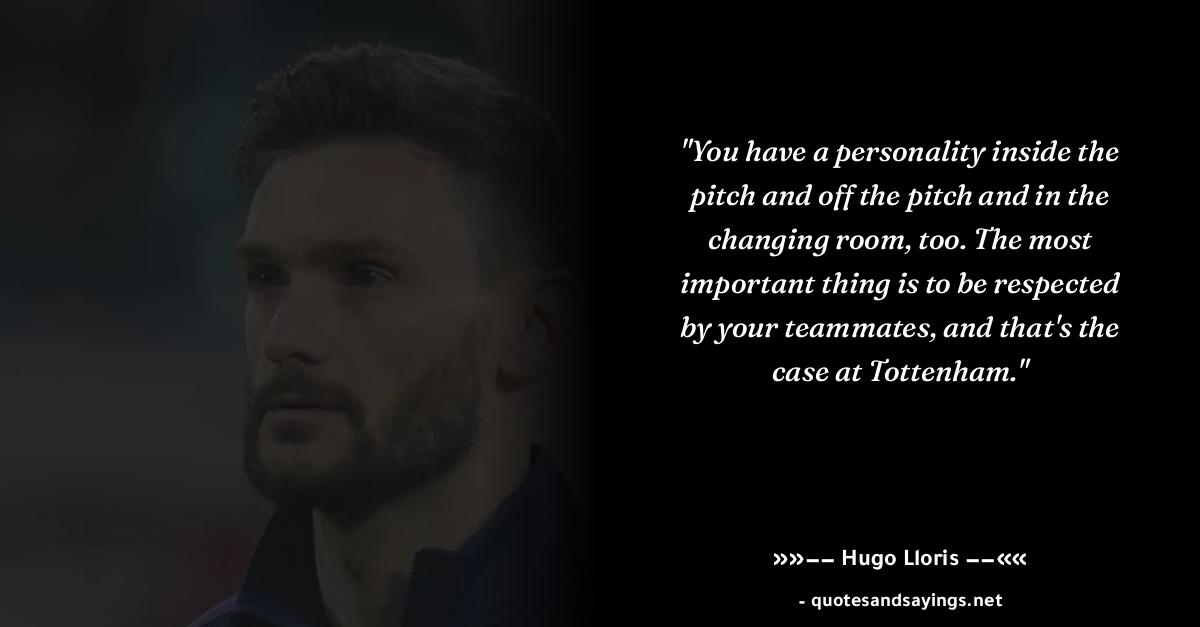 "You have a personality inside the
pitch and off the pitch and in the
changing room, too. The most
important thing is to be respected
by your teammates, and that's the
case at Tottenham."
»»-- Hugo Lloris --««
- quotesandsayings.net